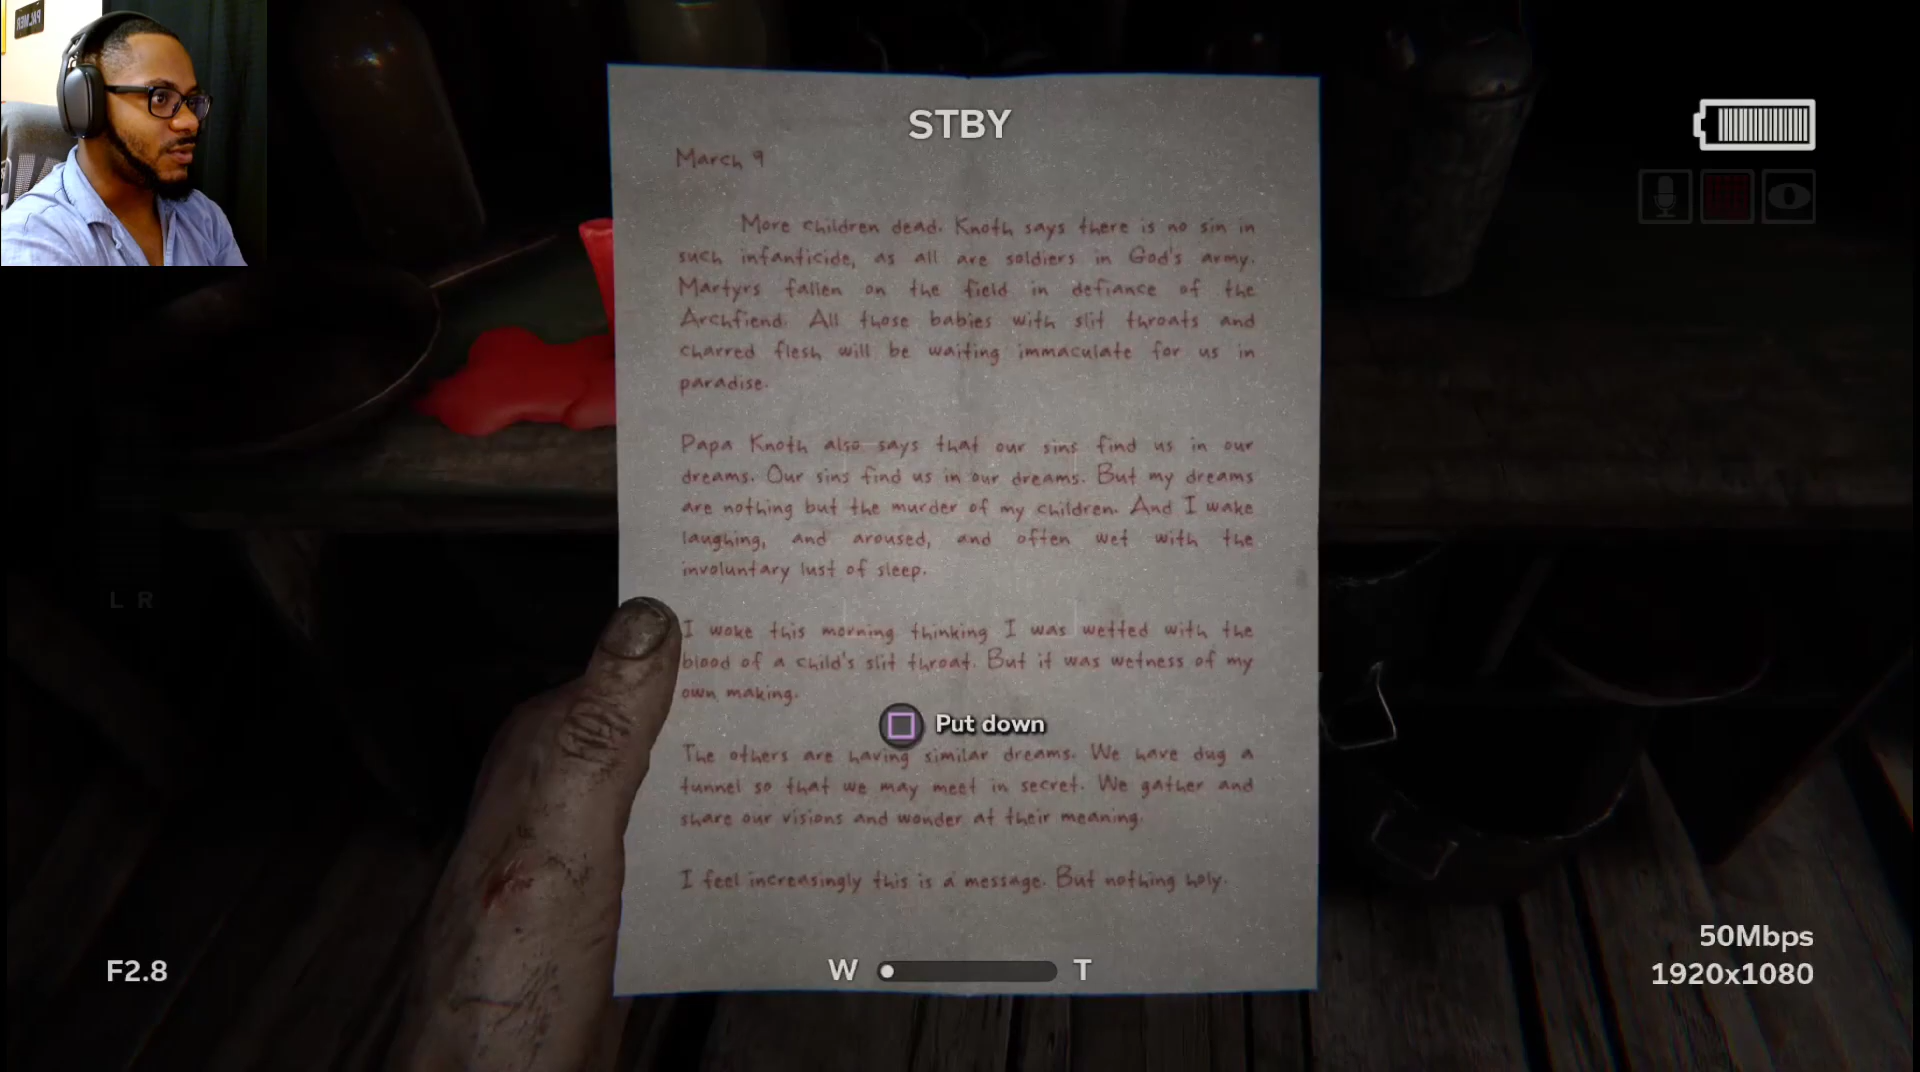 PALMER
STBY
March 9
More children dead. Knoth says there is no sin in
such infanticide, as all are soldiers in God's army.
Martyrs fallen on the field in defiance of the
Archfiend. All those babies with slit throats and
charred flesh will be waiting immaculate for us in
paradise.
Papa Knoth also says that our sins find us in our
dreams. Our sins find us in our dreams. But my dreams
are nothing but the murder of my children. And I wake
laughing, and aroused, and often wet with the
involuntary lust of sleep.
I woke this morning thinking I was wetted with the
blood of a child's slit throat. But it was wetness of my
own making.
Put down
The others are having similar dreams. We have dug a
tunnel so that we may meet in secret. We gather and
share our visions and wonder at their meaning.
I feel increasingly this is a message. But nothing holy.
L R
F2.8
W T
50Mbps
1920x1080